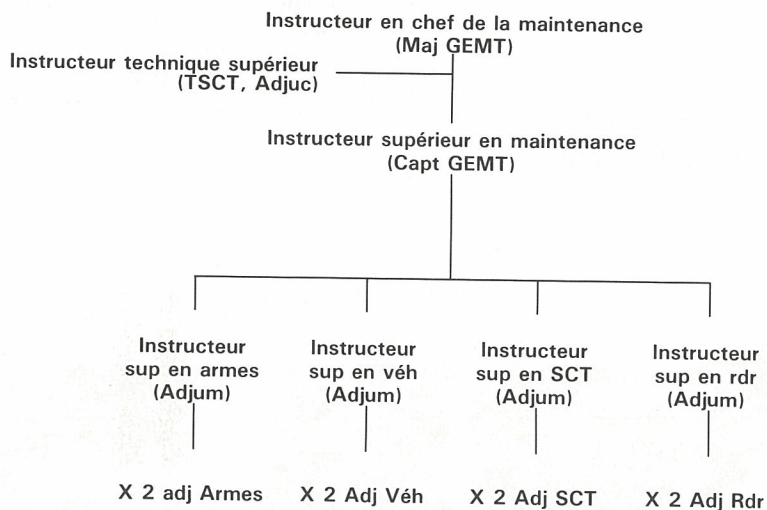 Instructeur en chef de la maintenance
(Maj GEMT)
Instructeur technique supérieur
(TSCT, Adjuc)
Instructeur supérieur en maintenance
(Capt GEMT)
Instructeur
sup en armes
(Adjum)
Instructeur
sup en véh
(Adjum)
Instructeur
sup en SCT
(Adjum)
Instructeur
sup en rdr
(Adjum)
X 2 adj Armes
X 2 Adj Véh
X 2 Adj SCT
X 2 Adj Rdr